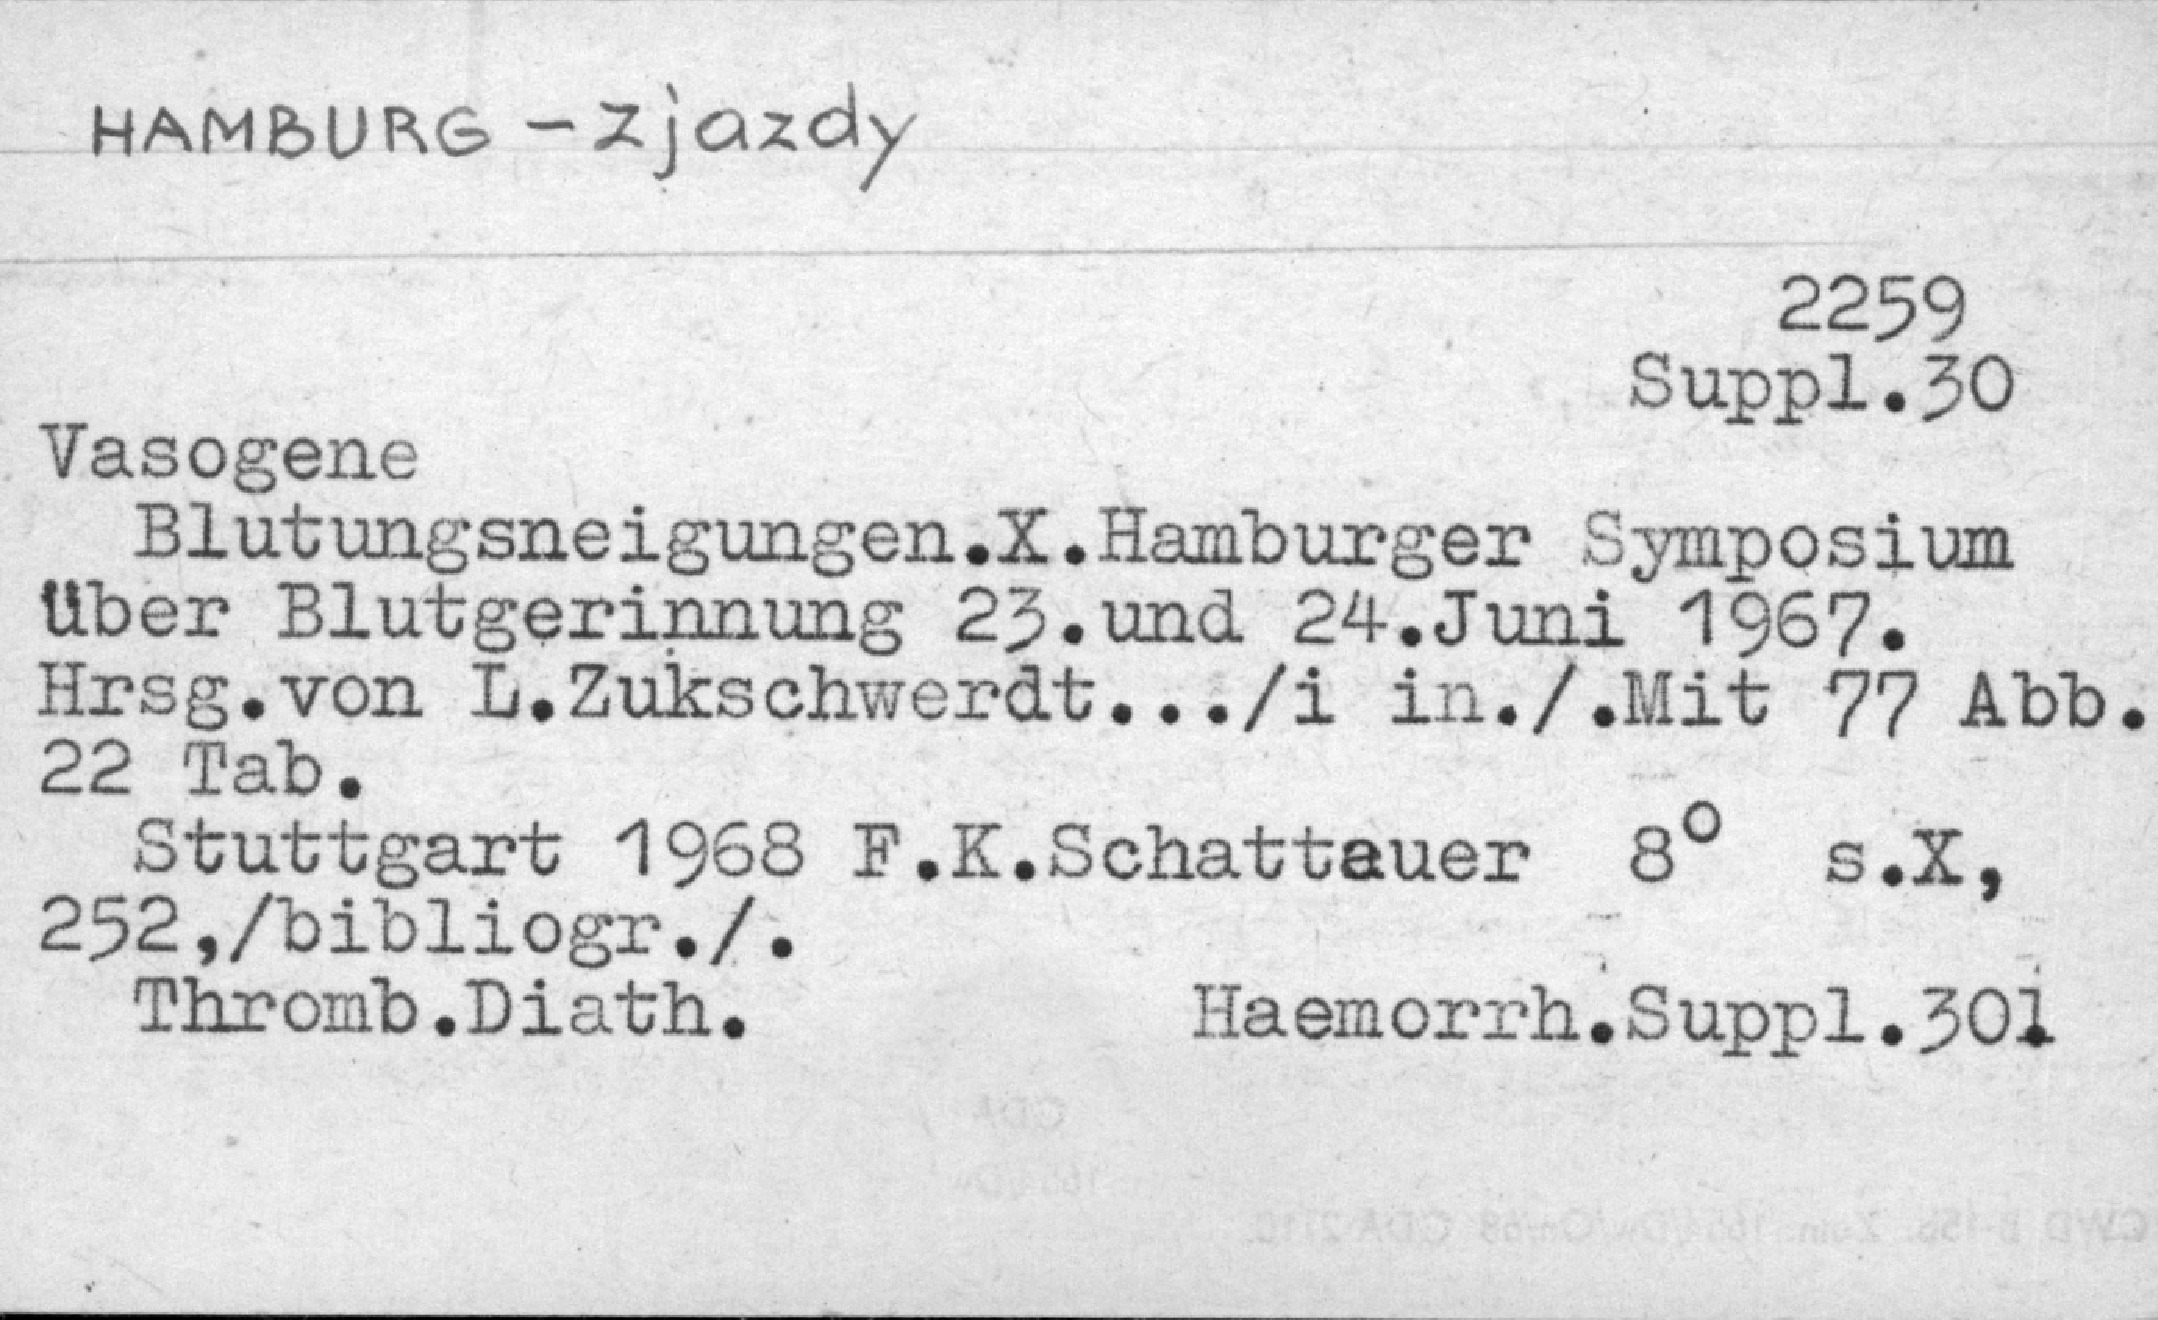 HAMBURG - zjazdy
2259
Suppl.30
Vasogene
Blutungsneigungen.X.Hamburger Symposium
über Blutgerinnung 23.und 24.Juni 1967.
Hrsg.von L.Zukschwerdt.../i in./.Mit 77 Abb.
22 Tab.
Stuttgart 1968 F.K.Schattauer 8° s.X,
252,/bibliogr./.
Thromb.Diath. Haemorrh.Suppl.30